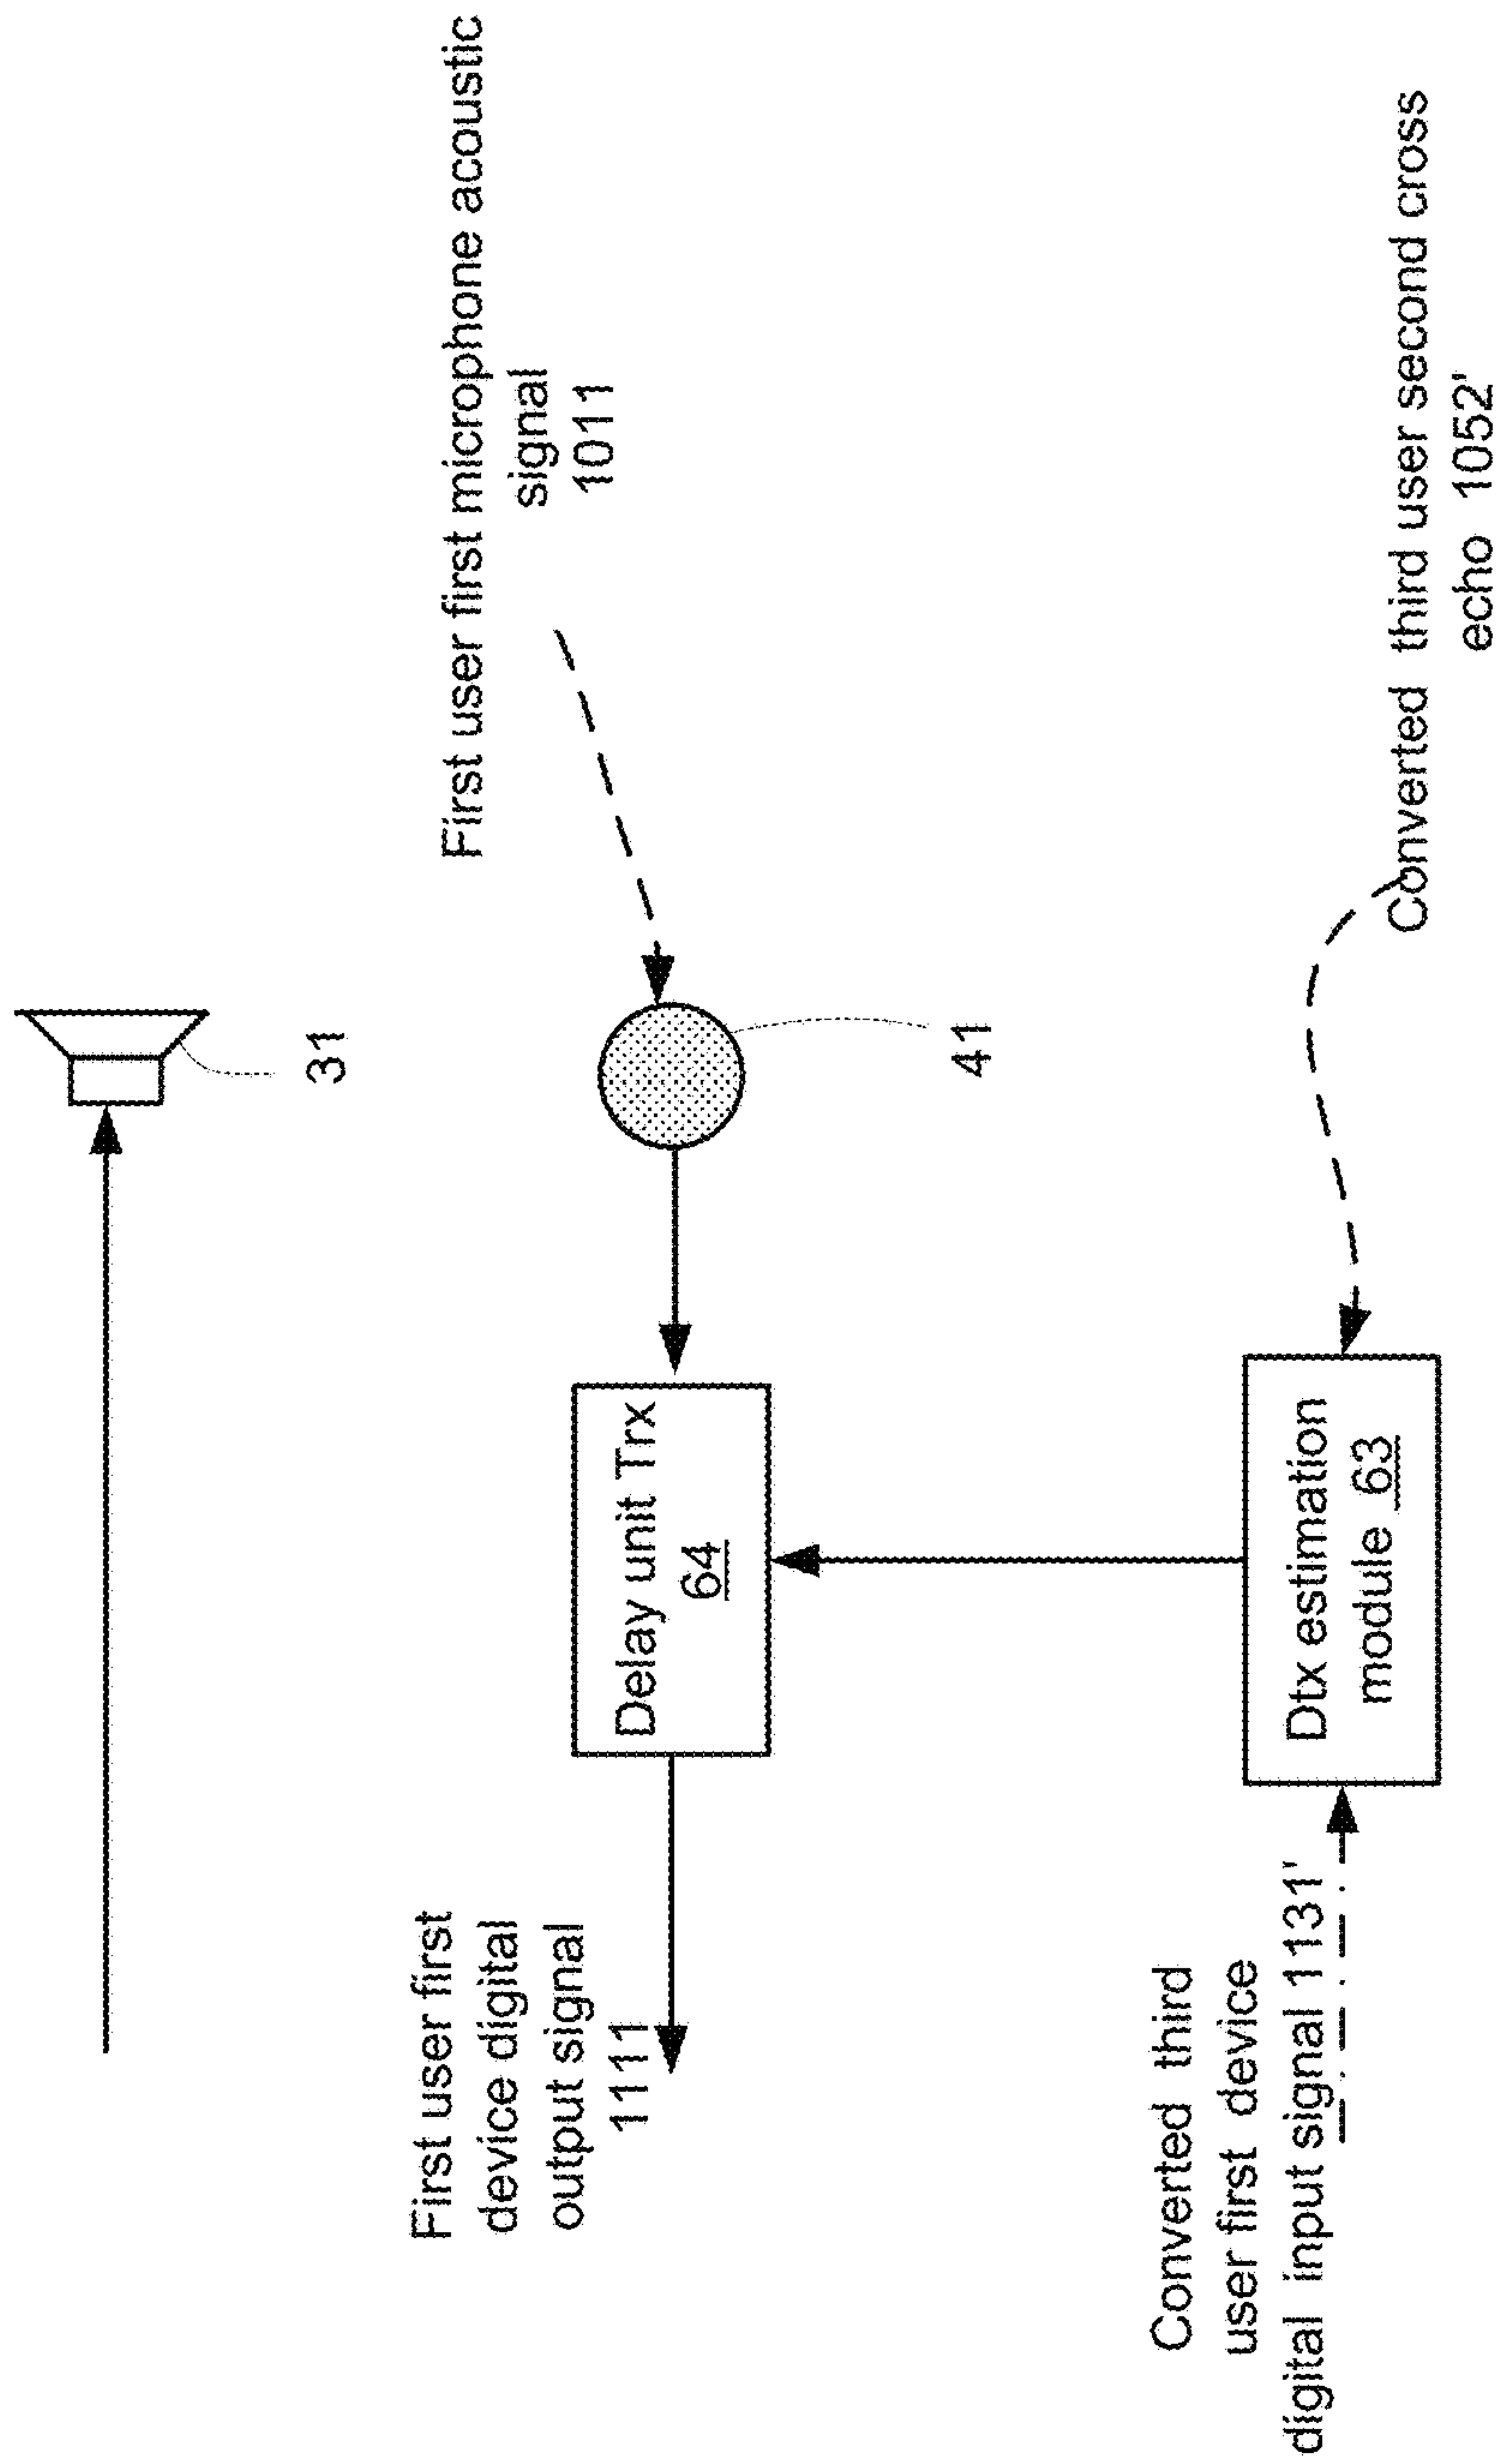 31
First user first microphone acoustic
signal
1011
41
First user first
device digital
output signal
1111
Delay unit Trx
64
Converted third
user first device
digital input signal 1131'
Dtx estimation
module 63
Converted third user second cross
echo 1052'